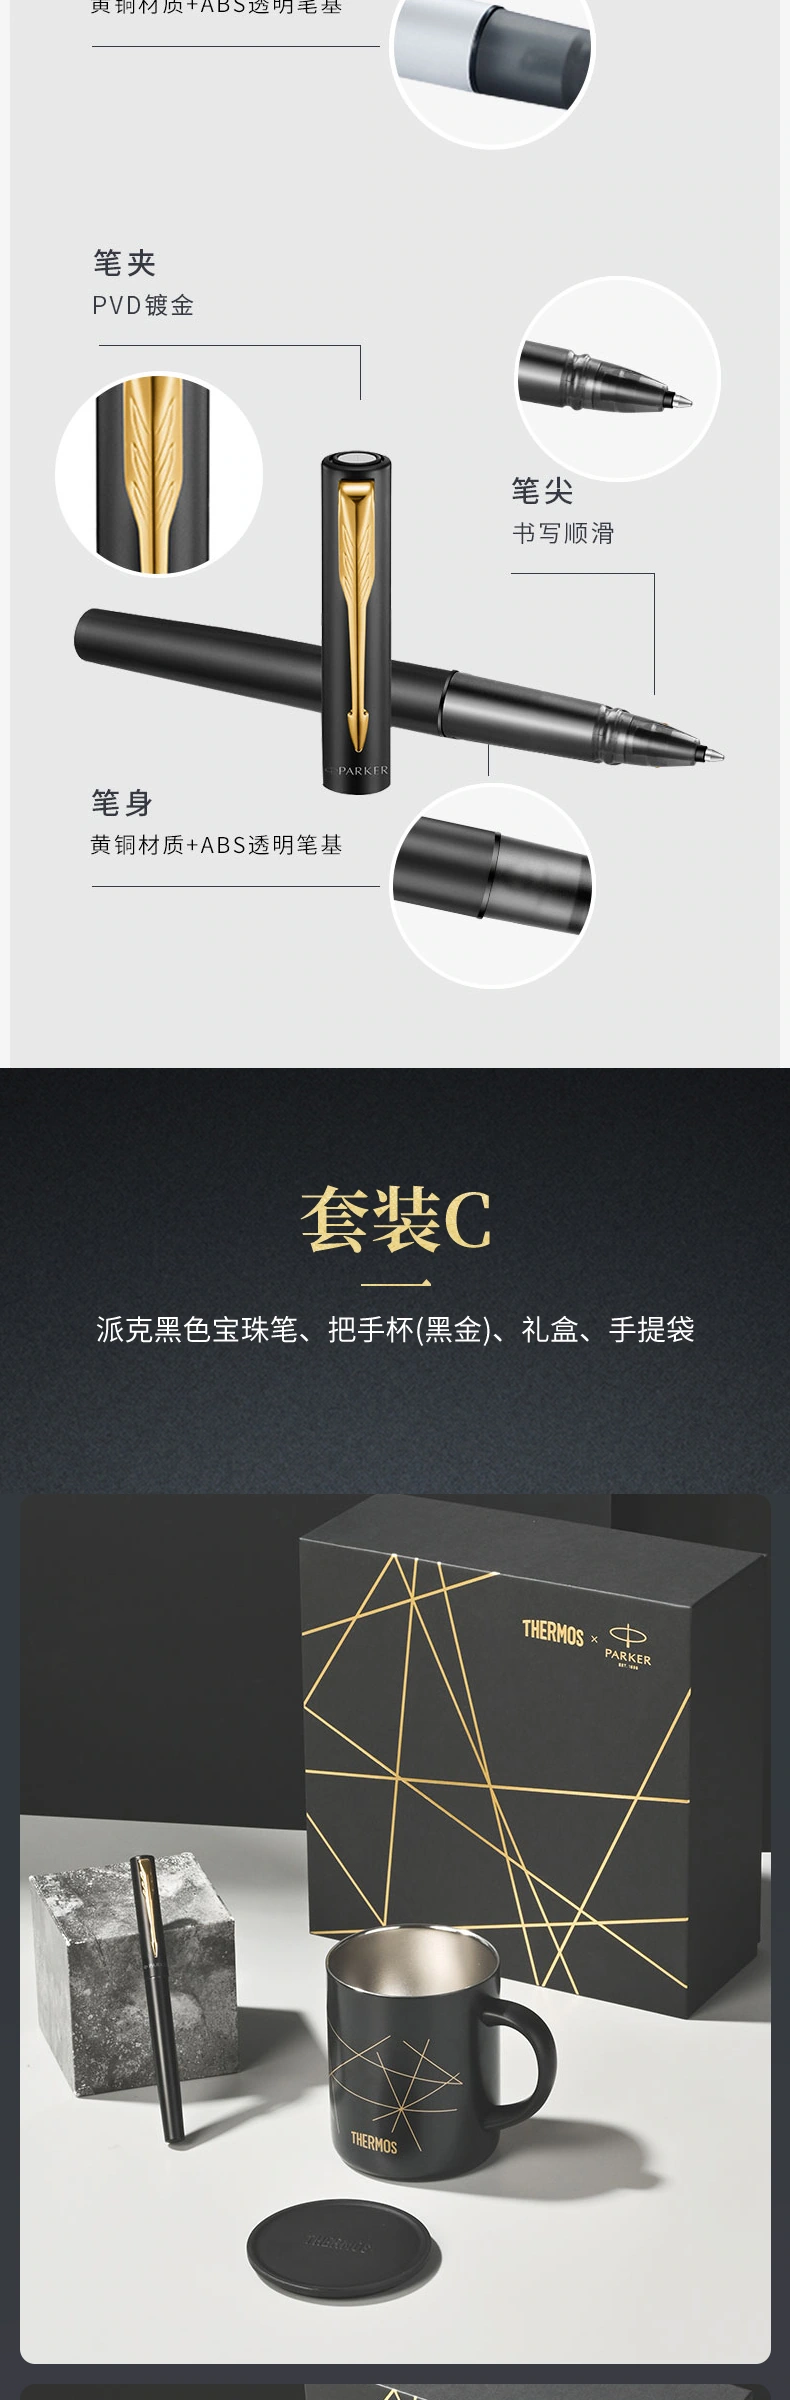 黄铜材质+ABS透明笔基
笔夹
PVD镀金
笔尖
书写顺滑
PARKER
笔身
黄铜材质+ABS透明笔基
套装C
派克黑色宝珠笔、把手杯(黑金)、礼盒、手提袋
THERMOS × PARKER
THERMOS
THERMOS